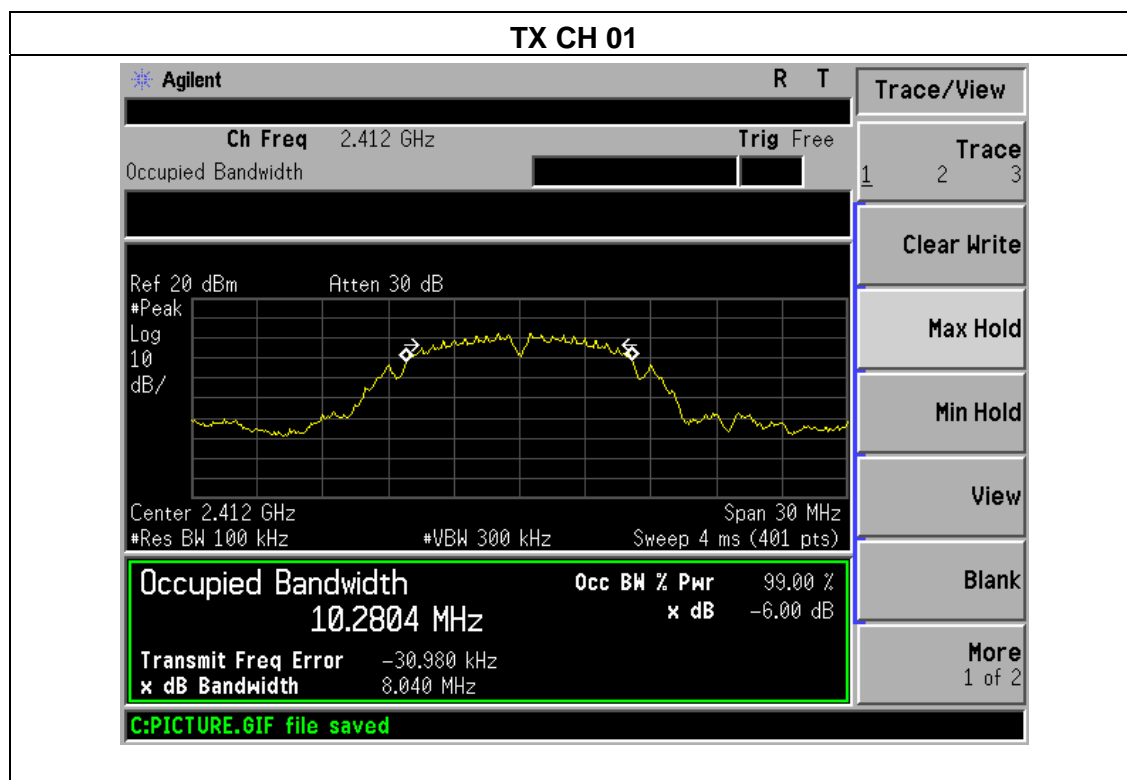 TX CH 01
Agilent R T
Ch Freq 2.412 GHz Trig Free
Occupied Bandwidth
Ref 20 dBm Atten 30 dB
#Peak
Log
10
dB/
Center 2.412 GHz Span 30 MHz
#Res BW 100 kHz #VBW 300 kHz Sweep 4 ms (401 pts)
Occupied Bandwidth
10.2804 MHz
Occ BW % Pwr 99.00 %
x dB -6.00 dB
Transmit Freq Error -30.980 kHz
x dB Bandwidth 8.040 MHz
C:PICTURE.GIF file saved
Trace/View
Trace
1 2 3
Clear Write
Max Hold
Min Hold
View
Blank
More
1 of 2